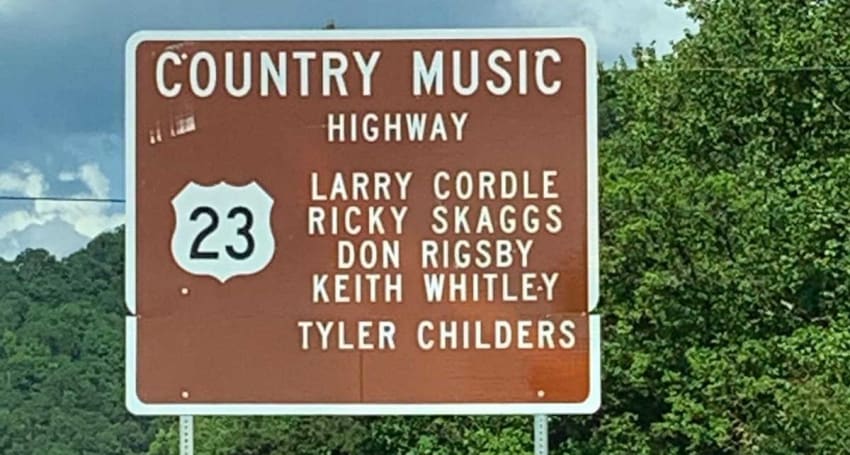 COUNTRY MUSIC
HIGHWAY
23
LARRY CORDLE
RICKY SKAGGS
DON RIGSBY
KEITH WHITLEY
TYLER CHILDERS